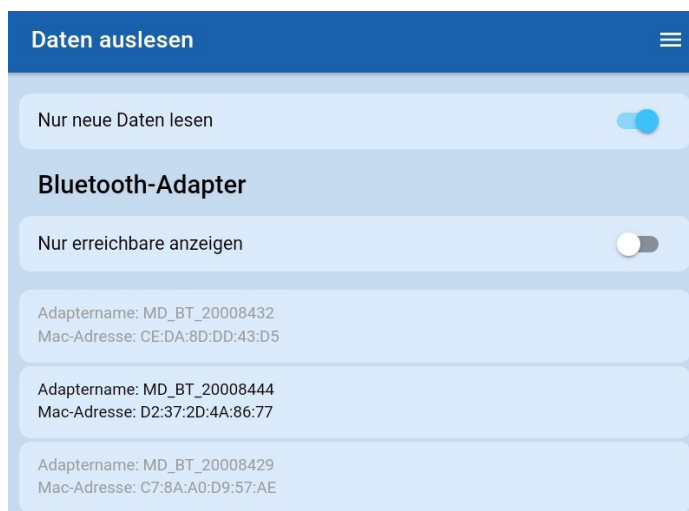 Daten auslesen
Nur neue Daten lesen
Bluetooth-Adapter
Nur erreichbare anzeigen
Adaptername: MD_BT_20008432
Mac-Adresse: CE:DA:8D:DD:43:D5
Adaptername: MD_BT_20008444
Mac-Adresse: D2:37:2D:4A:86:77
Adaptername: MD_BT_20008429
Mac-Adresse: C7:8A:A0:D9:57:AE